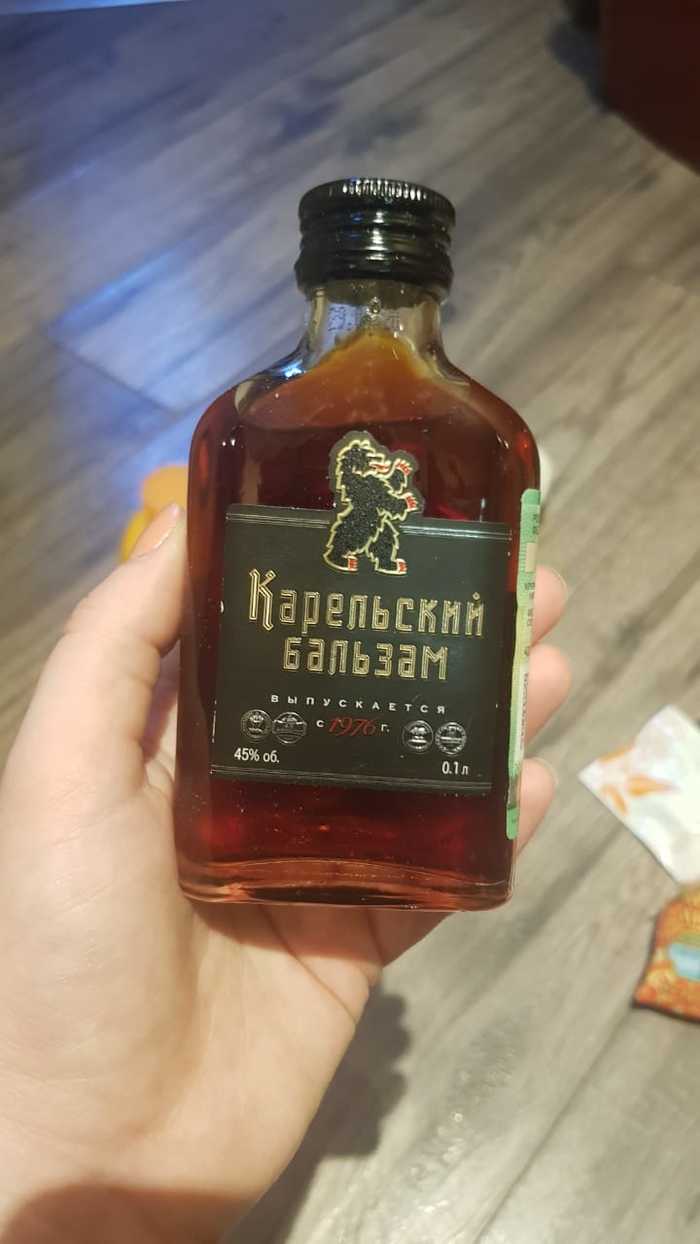 Карельский
бальзам
ВЫПУСКАЕТСЯ
с 1976 г.
45% об.
0.1 л